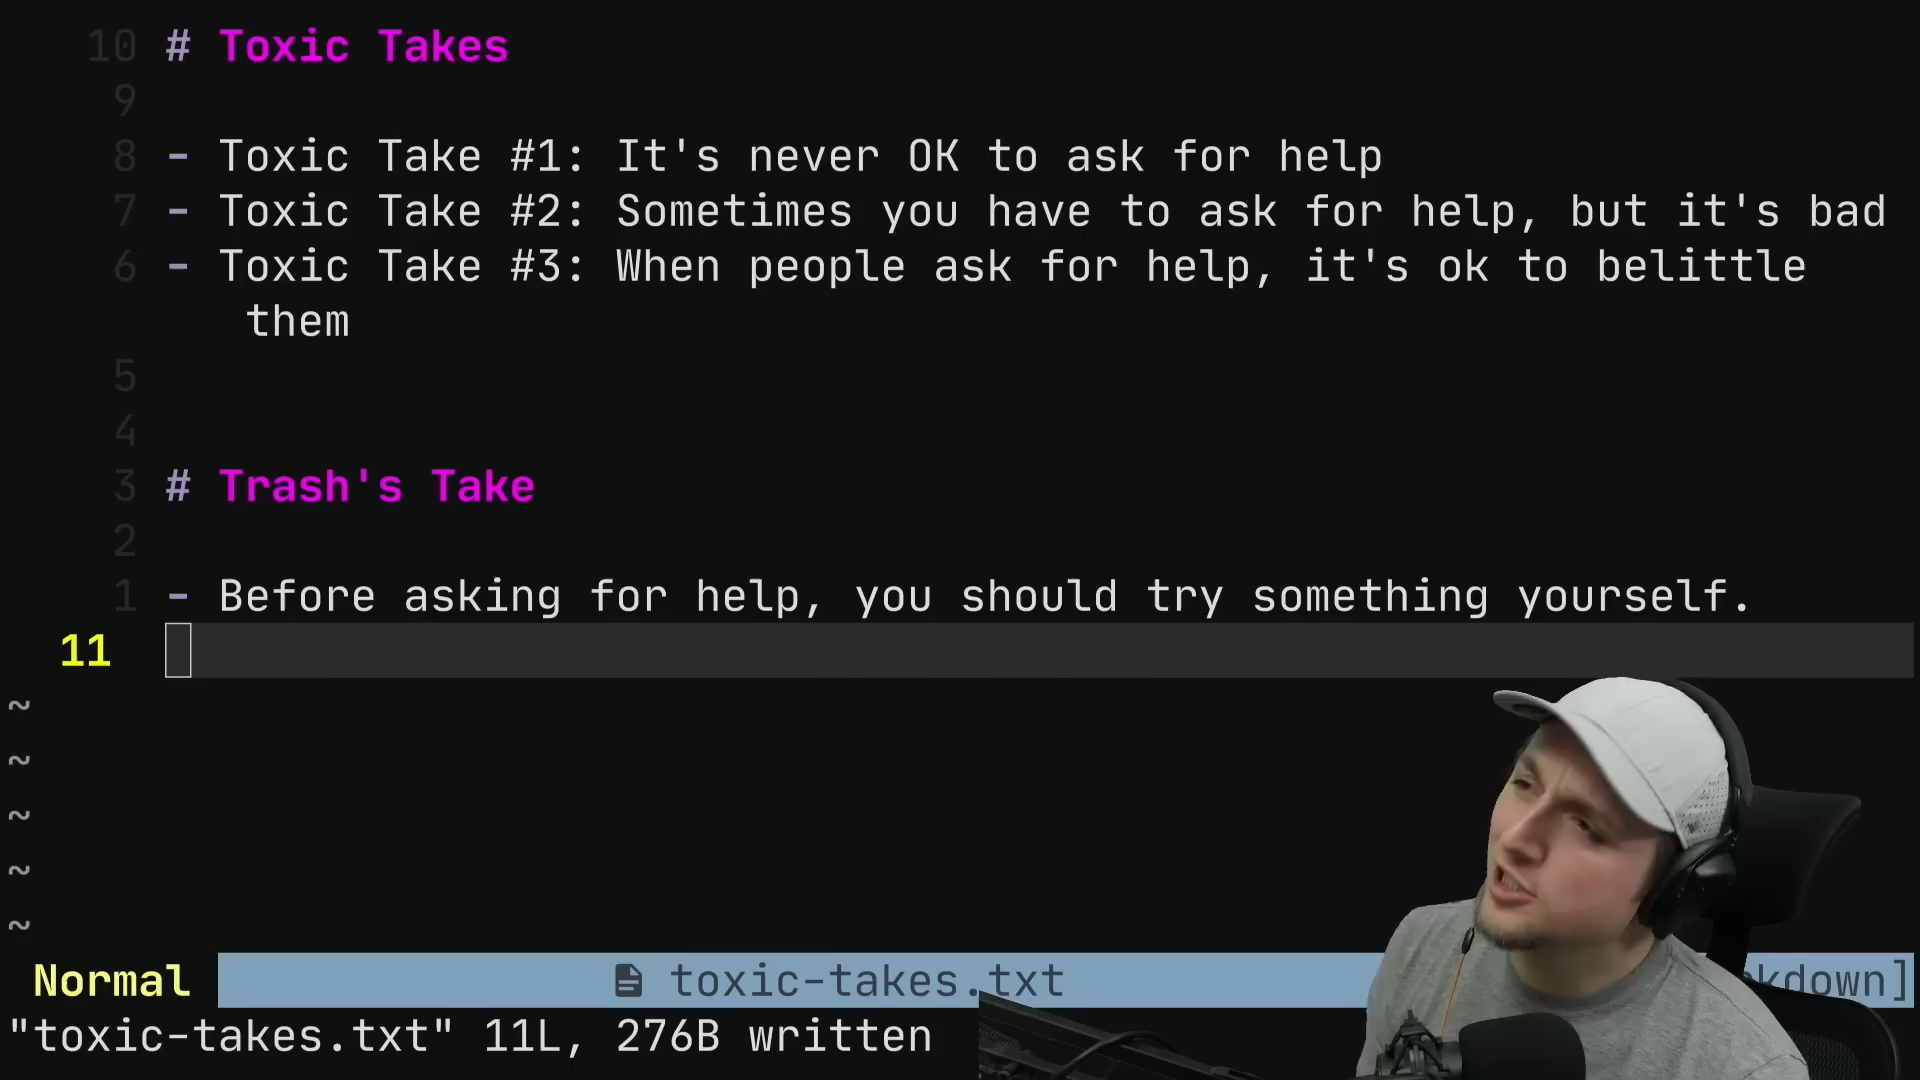 10 # Toxic Takes
9
8 - Toxic Take #1: It's never OK to ask for help
7 - Toxic Take #2: Sometimes you have to ask for help, but it's bad
6 - Toxic Take #3: When people ask for help, it's ok to belittle
them
5
4
3 # Trash's Take
2
1 - Before asking for help, you should try something yourself.
11
~
~
~
~
~
Normal toxic-takes.txt kdown]
"toxic-takes.txt" 11L, 276B written